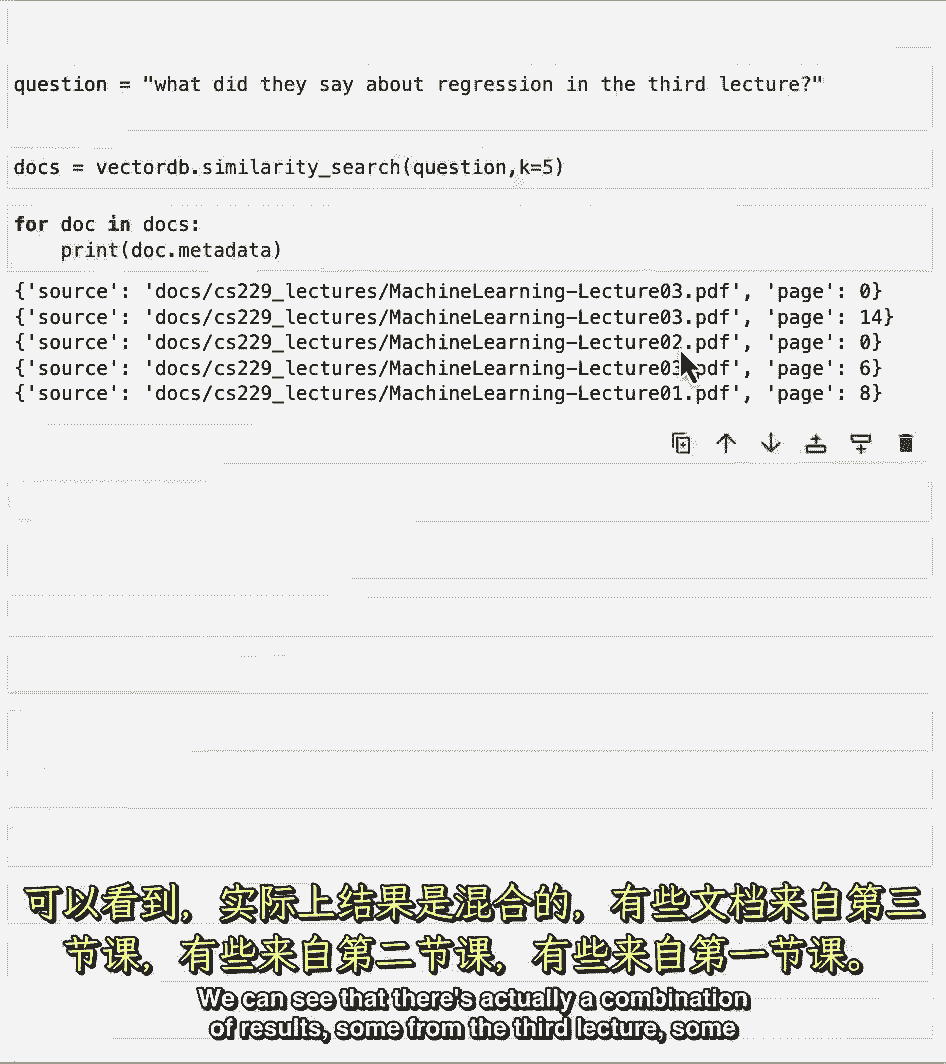 question = "what did they say about regression in the third lecture?"
docs = vectordb.similarity_search(question,k=5)
for doc in docs:
    print(doc.metadata)
{'source': 'docs/cs229_lectures/MachineLearning-Lecture03.pdf', 'page': 0}
{'source': 'docs/cs229_lectures/MachineLearning-Lecture03.pdf', 'page': 14}
{'source': 'docs/cs229_lectures/MachineLearning-Lecture02.pdf', 'page': 0}
{'source': 'docs/cs229_lectures/MachineLearning-Lecture03.pdf', 'page': 6}
{'source': 'docs/cs229_lectures/MachineLearning-Lecture01.pdf', 'page': 8}
可以看到，实际上结果是混合的，有些文档来自第三
节课，有些来自第二节课，有些来自第一节课。
We can see that there's actually a combination
of results, some from the third lecture, some